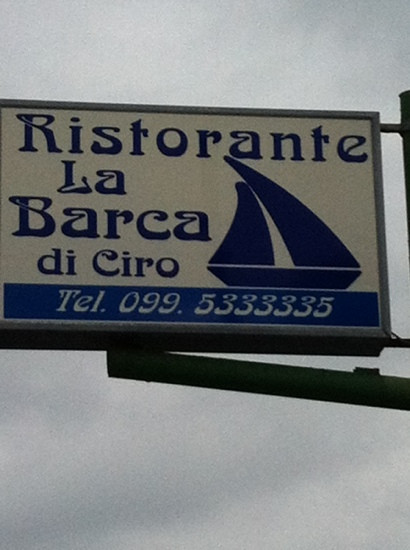 Ristorante
La
Barca
di Ciro
Tel. 099. 5333335